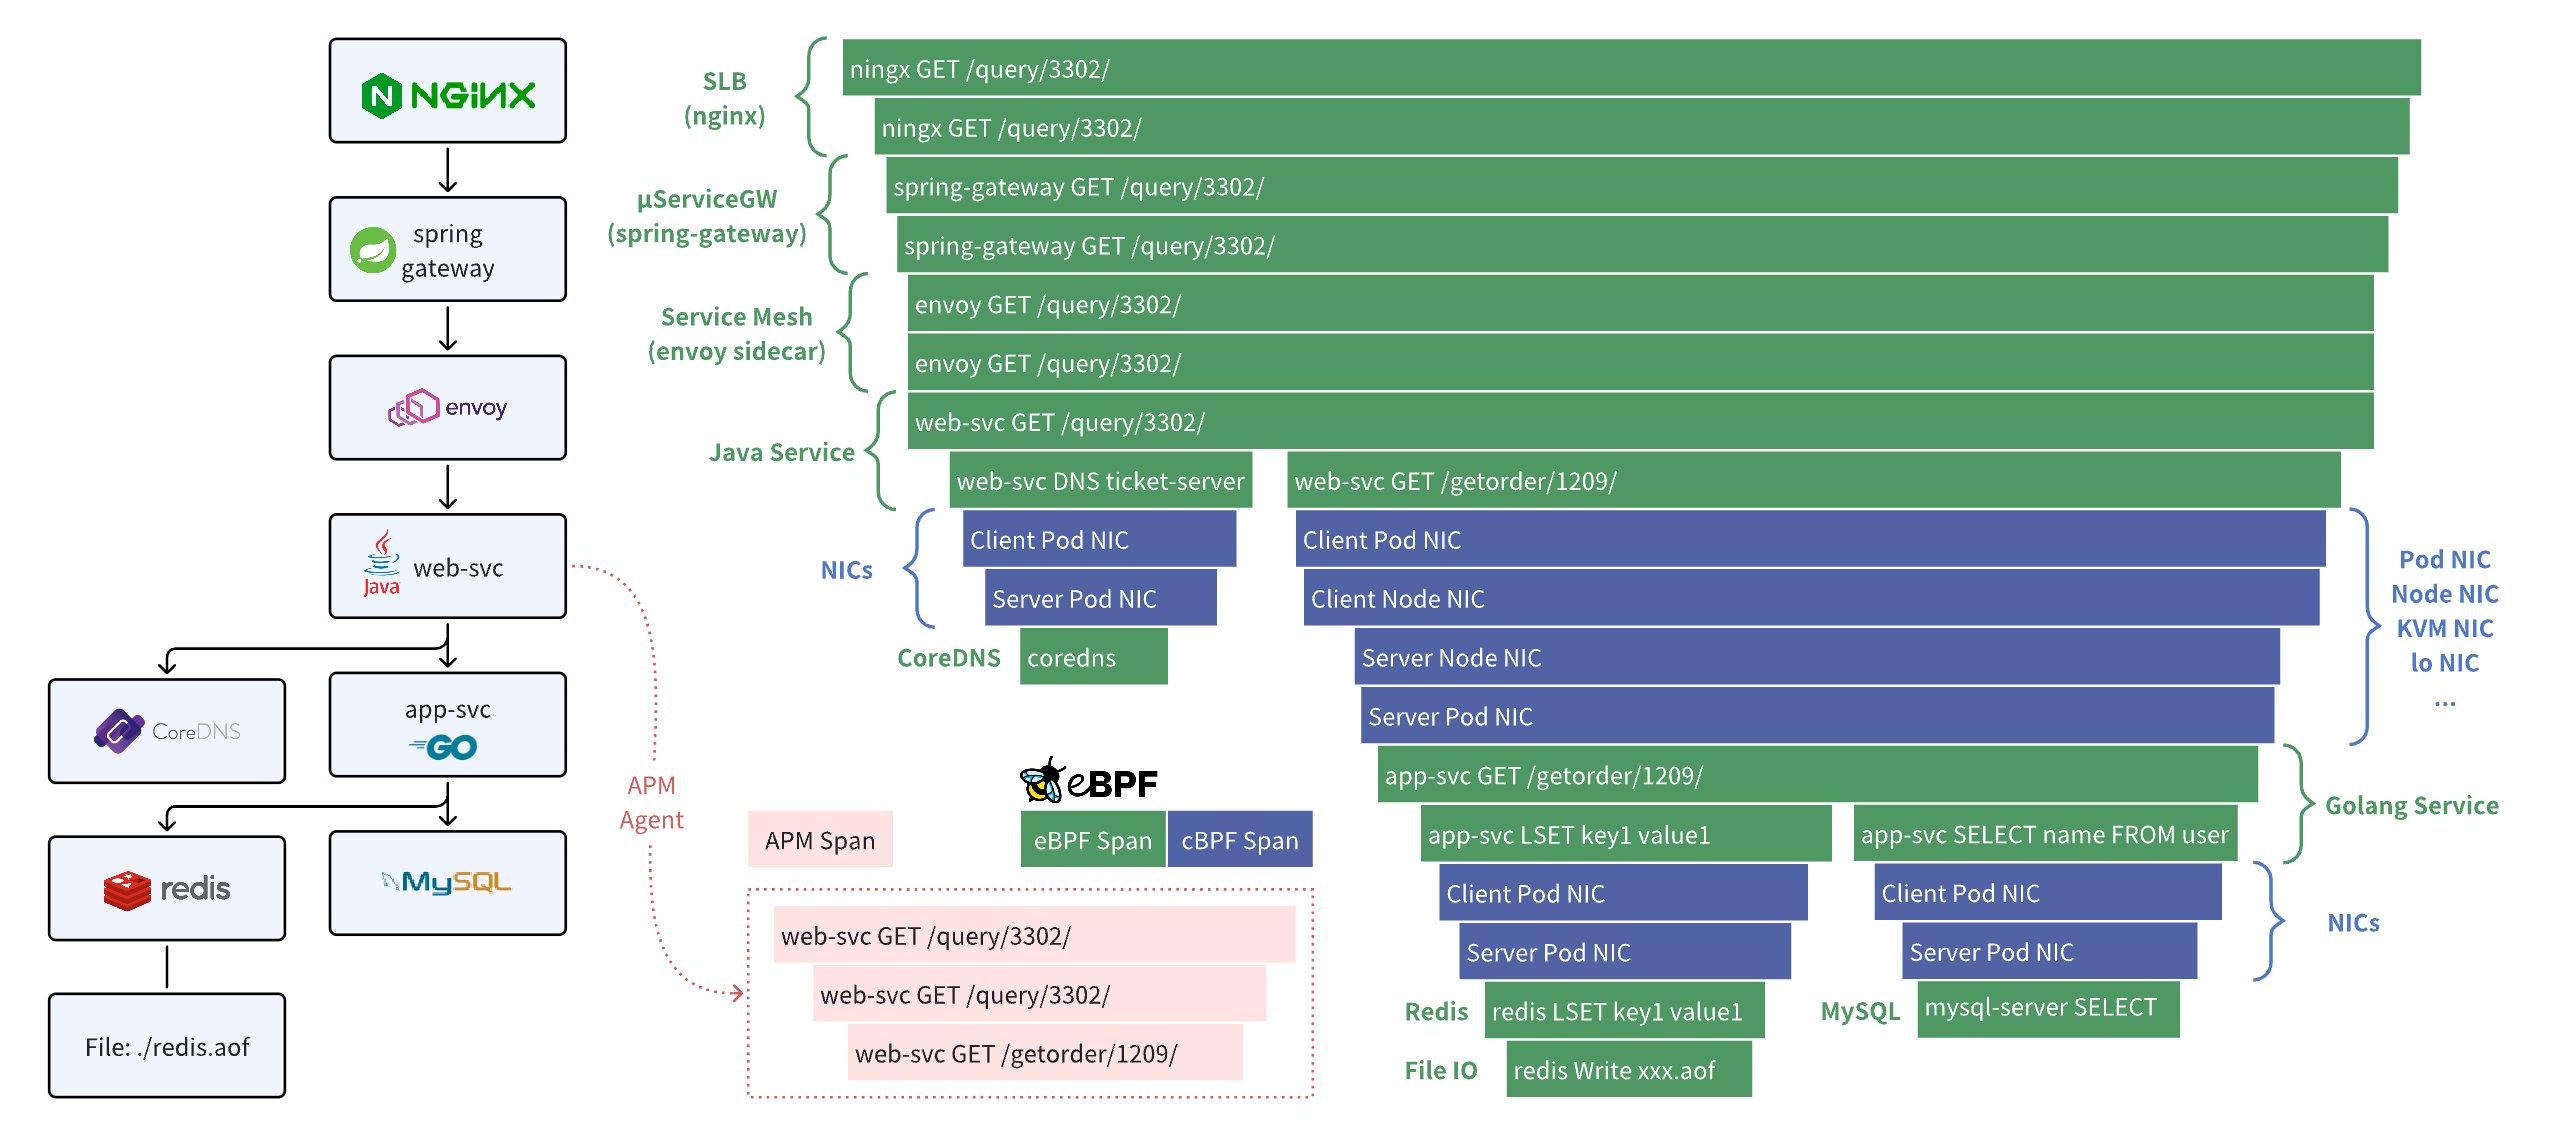 NGINX
spring
gateway
envoy
Java
web-svc
CoreDNS
app-svc
GO
redis
MySQL
File: ./redis.aof
APM
Agent
SLB
(nginx)
ningx GET /query/3302/
ningx GET /query/3302/
µServiceGW
(spring-gateway)
spring-gateway GET /query/3302/
spring-gateway GET /query/3302/
Service Mesh
(envoy sidecar)
envoy GET /query/3302/
envoy GET /query/3302/
Java Service
web-svc GET /query/3302/
web-svc DNS ticket-server
web-svc GET /getorder/1209/
NICs
Client Pod NIC
Server Pod NIC
CoreDNS
coredns
Client Pod NIC
Client Node NIC
Server Node NIC
Server Pod NIC
Pod NIC
Node NIC
KVM NIC
lo NIC
...
app-svc GET /getorder/1209/
Golang Service
app-svc LSET key1 value1
app-svc SELECT name FROM user
Client Pod NIC
Client Pod NIC
Server Pod NIC
Server Pod NIC
NICs
Redis
redis LSET key1 value1
MySQL
mysql-server SELECT
File IO
redis Write xxx.aof
eBPF
APM Span
eBPF Span
cBPF Span
web-svc GET /query/3302/
web-svc GET /query/3302/
web-svc GET /getorder/1209/